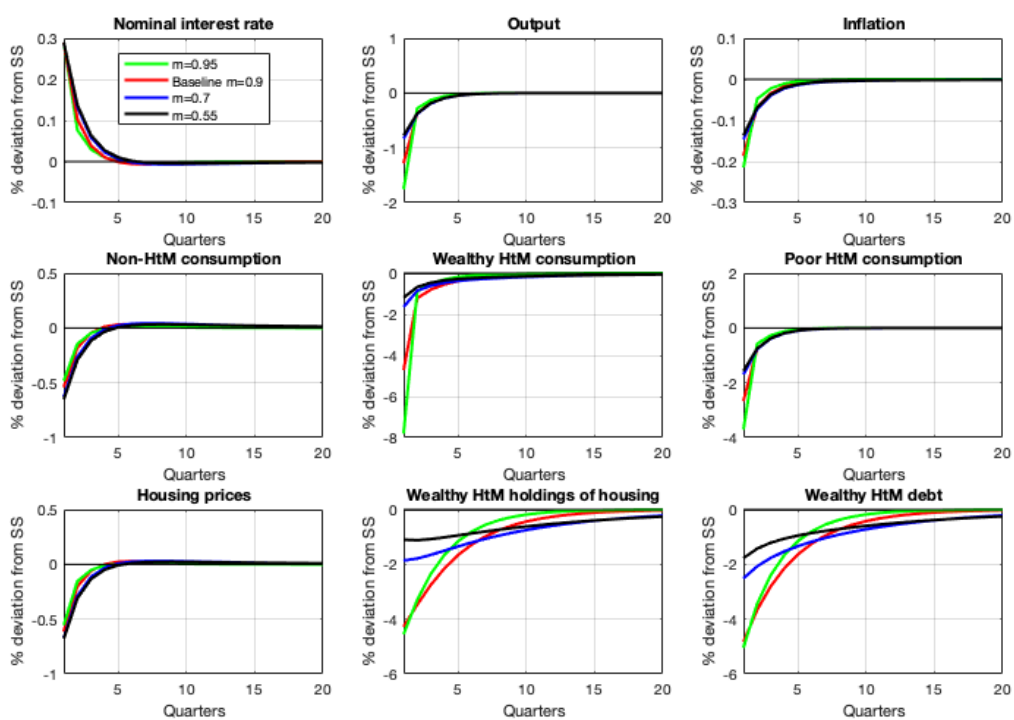 Nominal interest rate
% deviation from SS
0.3
0.2
0.1
0
-0.1
m=0.95
Baseline m=0.9
m=0.7
m=0.55
5
10
15
20
Quarters
Output
% deviation from SS
1
0
-1
-2
5
10
15
20
Quarters
Inflation
% deviation from SS
0.1
0
-0.1
-0.2
-0.3
5
10
15
20
Quarters
Non-HtM consumption
% deviation from SS
0.5
0
-0.5
-1
5
10
15
20
Quarters
Wealthy HtM consumption
% deviation from SS
0
-2
-4
-6
-8
5
10
15
20
Quarters
Poor HtM consumption
% deviation from SS
2
0
-2
-4
5
10
15
20
Quarters
Housing prices
% deviation from SS
0.5
0
-0.5
-1
5
10
15
20
Quarters
Wealthy HtM holdings of housing
% deviation from SS
0
-2
-4
-6
5
10
15
20
Quarters
Wealthy HtM debt
% deviation from SS
0
-2
-4
-6
5
10
15
20
Quarters